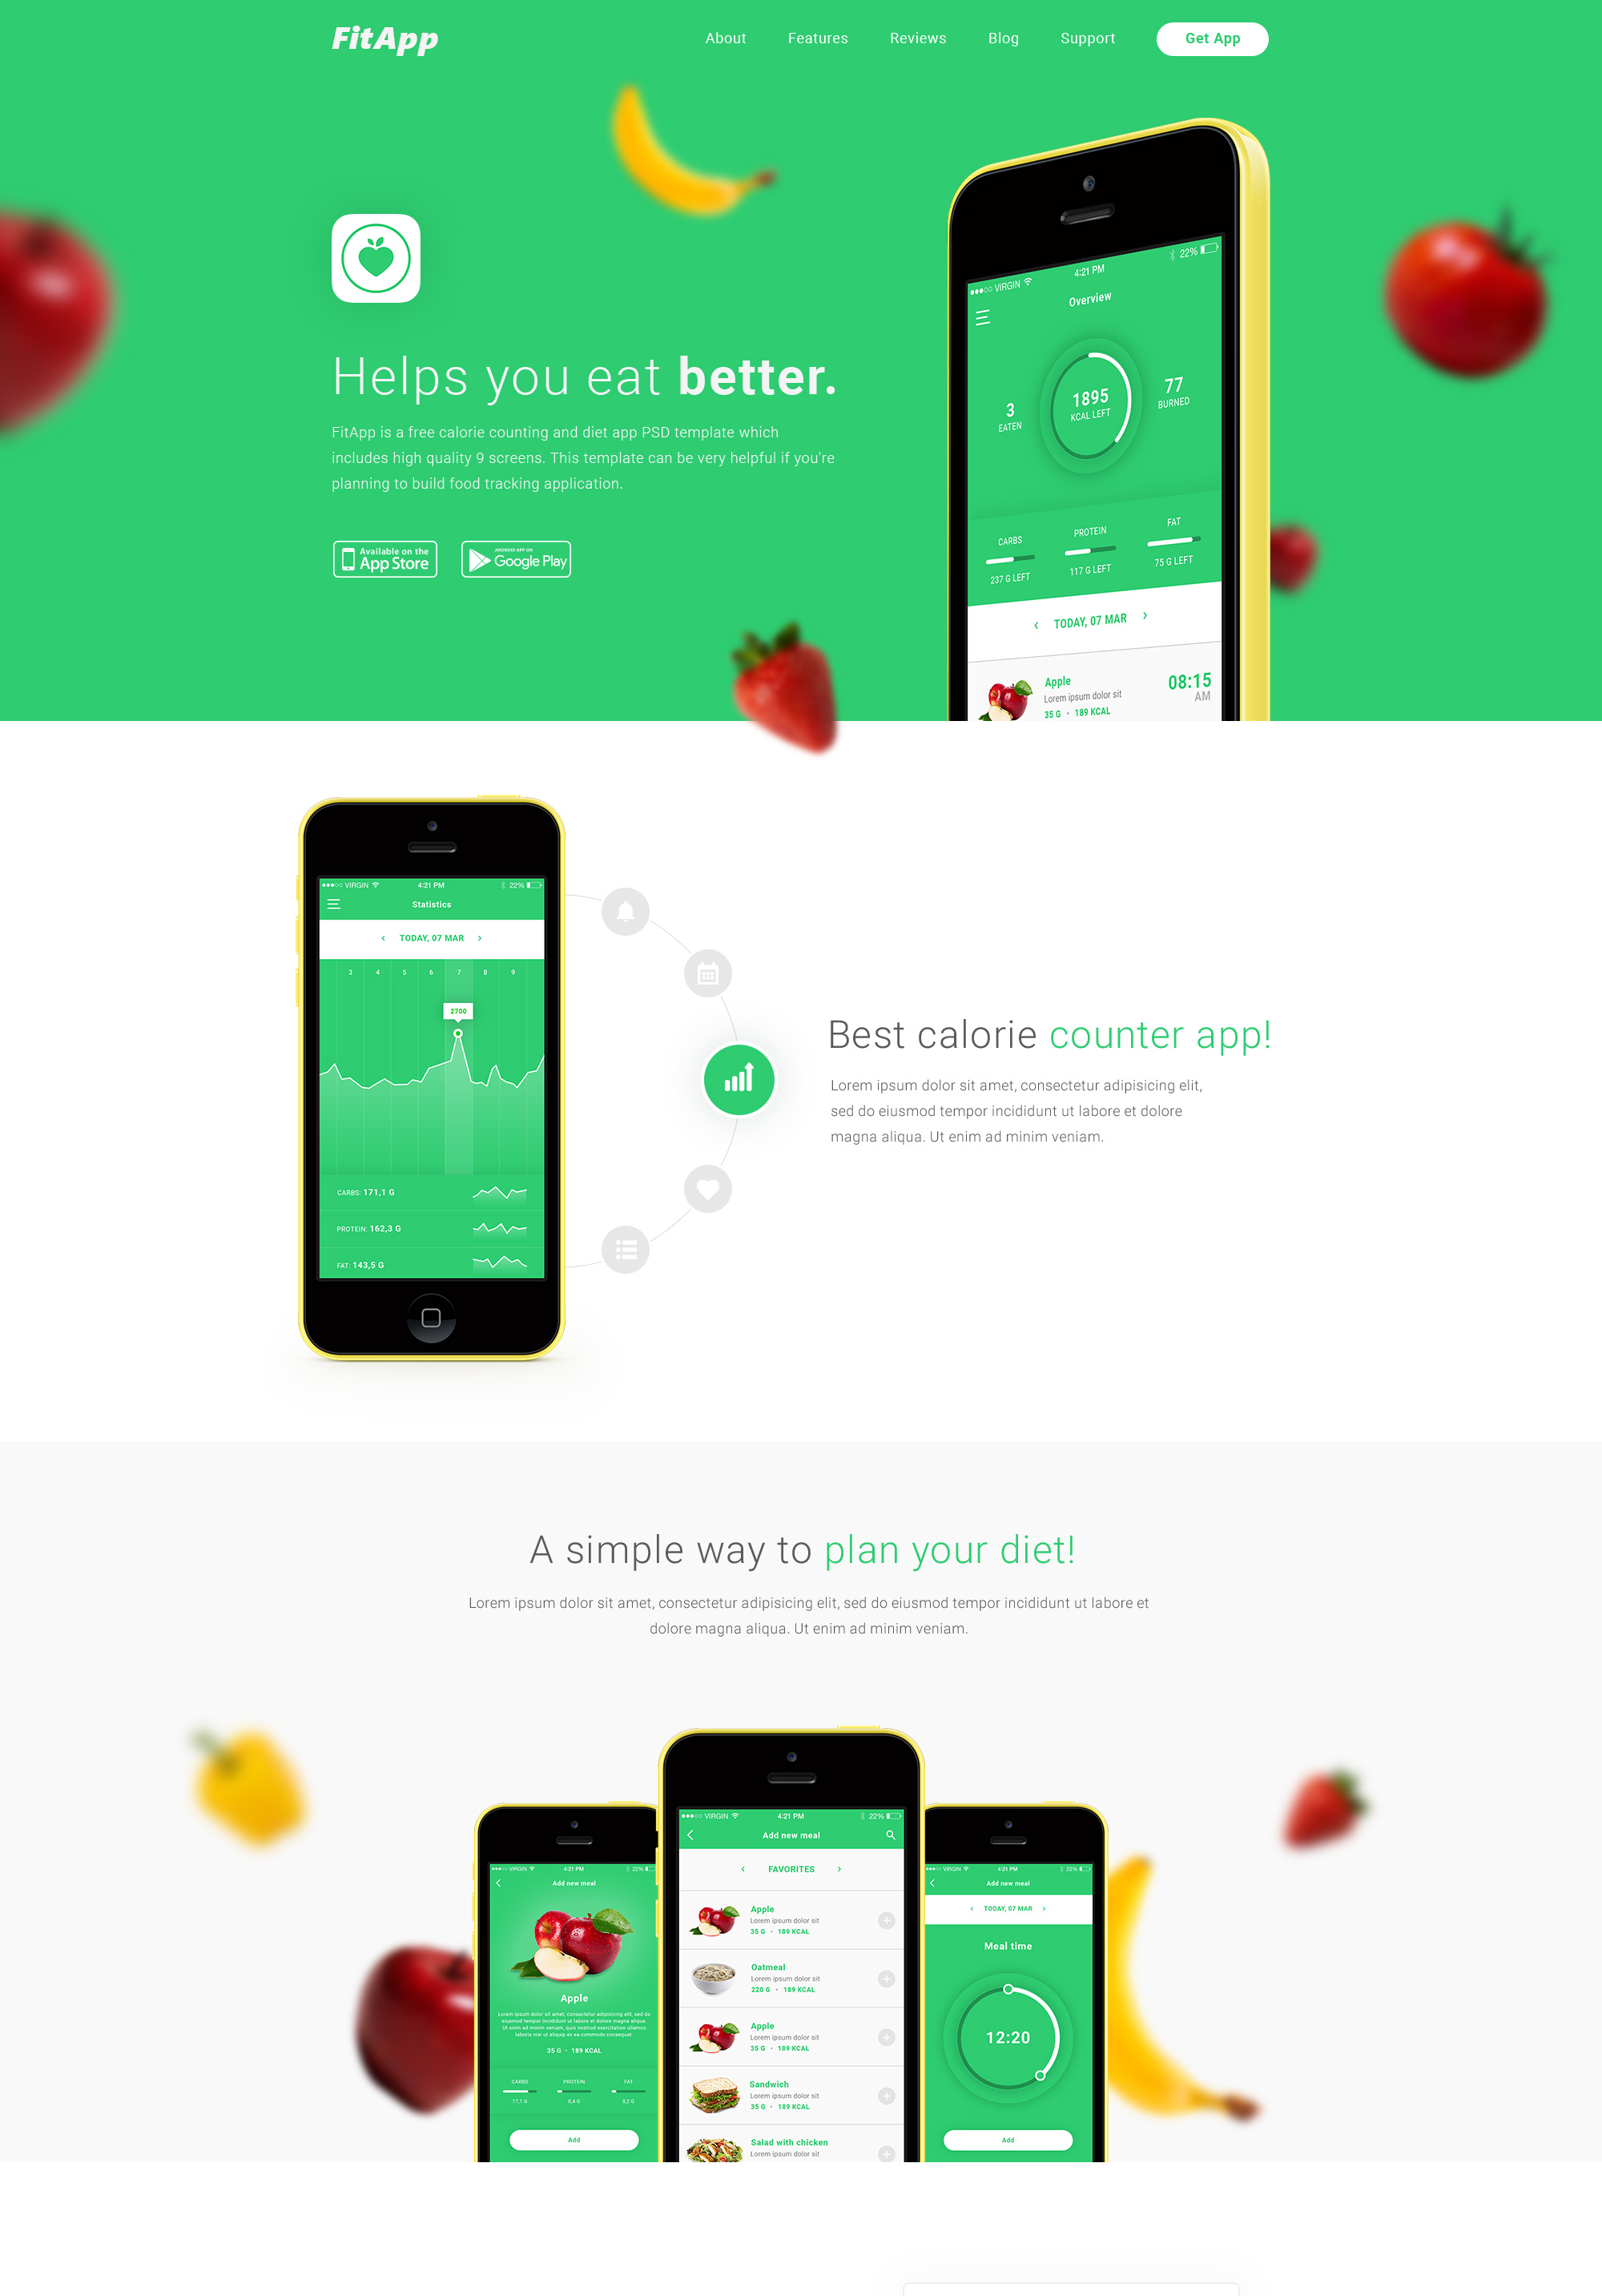 FitApp
About Features Reviews Blog Support Get App
Helps you eat better.
FitApp is a free calorie counting and diet app PSD template which
includes high quality 9 screens. This template can be very helpful if you're
planning to build food tracking application.
Available on the
App Store
ANDROID APP ON
Google Play
VIRGIN 4:21 PM 22%
Overview
3
EATEN
1895
KCAL LEFT
77
BURNED
CARBS PROTEIN FAT
237 G LEFT 117 G LEFT 75 G LEFT
‹ TODAY, 07 MAR ›
Apple
Lorem ipsum dolor sit
35 G • 189 KCAL
08:15
AM
VIRGIN 4:21 PM 22%
Statistics
‹ TODAY, 07 MAR ›
3 4 5 6 7 8 9
2700
CARBS: 171,1 G
PROTEIN: 162,3 G
FAT: 143,5 G
Best calorie counter app!
Lorem ipsum dolor sit amet, consectetur adipisicing elit,
sed do eiusmod tempor incididunt ut labore et dolore
magna aliqua. Ut enim ad minim veniam.
A simple way to plan your diet!
Lorem ipsum dolor sit amet, consectetur adipisicing elit, sed do eiusmod tempor incididunt ut labore et
dolore magna aliqua. Ut enim ad minim veniam.
VIRGIN 4:21 PM 22%
Add new meal
Apple
Lorem ipsum dolor sit amet, consectetur adipisicing elit, sed do
eiusmod tempor incididunt ut labore et dolore magna aliqua.
Ut enim ad minim veniam, quis nostrud exercitation ullamco
laboris nisi ut aliquip ex ea commodo consequat.
35 G • 189 KCAL
CARBS PROTEIN FAT
17,1 G 0,4 G 0,2 G
Add
VIRGIN 4:21 PM 22%
Add new meal
‹ FAVORITES ›
Apple
Lorem ipsum dolor sit
35 G • 189 KCAL
Oatmeal
Lorem ipsum dolor sit
220 G • 189 KCAL
Apple
Lorem ipsum dolor sit
35 G • 189 KCAL
Sandwich
Lorem ipsum dolor sit
35 G • 189 KCAL
Salad with chicken
Lorem ipsum dolor sit
VIRGIN 4:21 PM 22%
Add new meal
‹ TODAY, 07 MAR ›
Meal time
12:20
Add